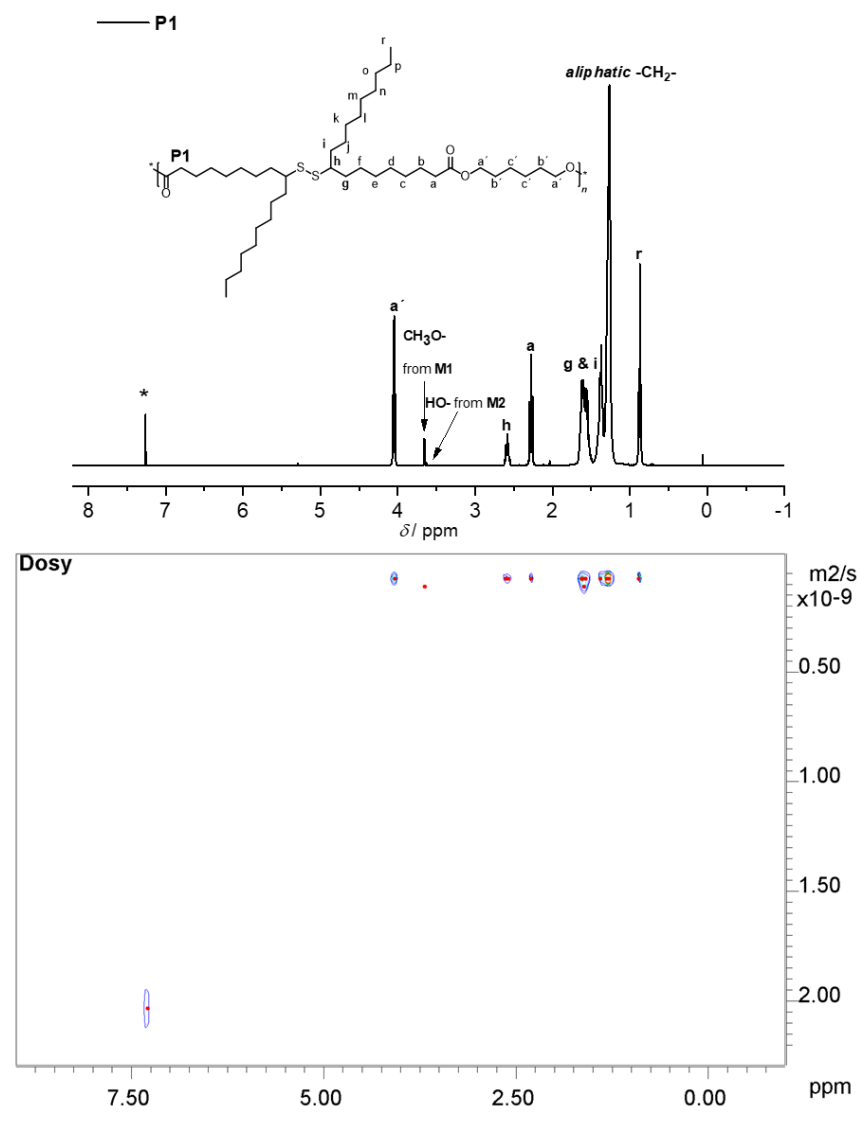 P1
r
o
p
aliphatic -CH2-
m
n
k
l
i
j
P1
S
S
h
f
d
b
O
a´
c´
b´
O
*
*
O
g
e
c
a
O
b´
c´
a´
n
r
a´
CH3O-
from M1
a
g & i
*
HO- from M2
h
8 7 6 5 4 3 2 1 0 -1
δ/ ppm
Dosy
m2/s
x10-9
0.50
1.00
1.50
2.00
7.50 5.00 2.50 0.00
ppm